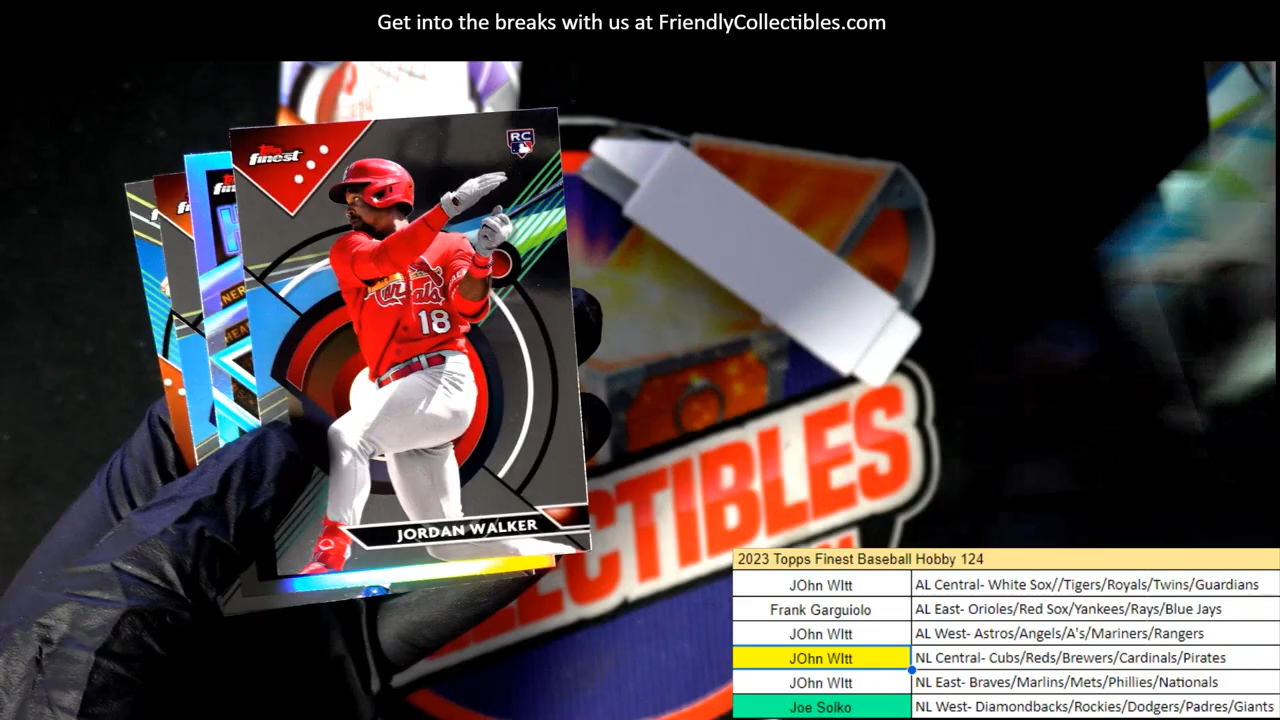 Get into the breaks with us at FriendlyCollectibles.com
RC
Topps
finest
Cardinals
18
JORDAN WALKER
2023 Topps Finest Baseball Hobby 124
JOhn WItt AL Central- White Sox//Tigers/Royals/Twins/Guardians
Frank Garguiolo AL East- Orioles/Red Sox/Yankees/Rays/Blue Jays
JOhn WItt AL West- Astros/Angels/A's/Mariners/Rangers
JOhn WItt NL Central- Cubs/Reds/Brewers/Cardinals/Pirates
JOhn WItt NL East- Braves/Marlins/Mets/Phillies/Nationals
Joe Solko NL West- Diamondbacks/Rockies/Dodgers/Padres/Giants